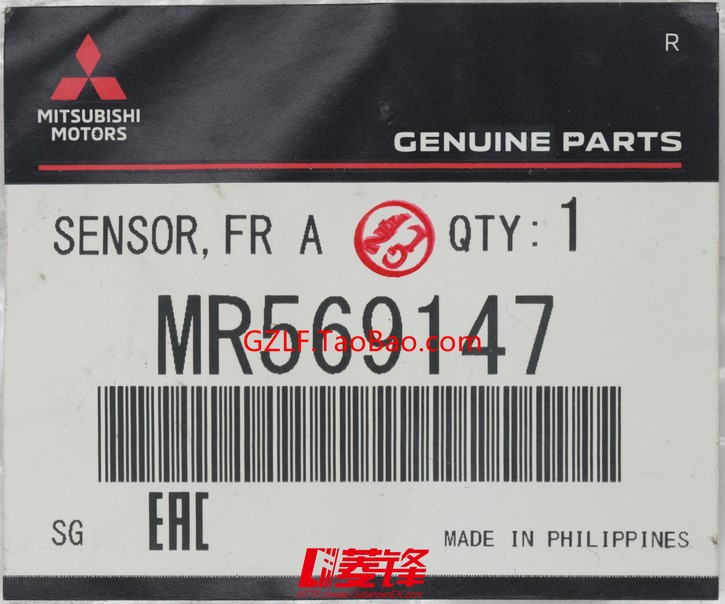 R
MITSUBISHI
MOTORS
GENUINE PARTS
SENSOR, FR A QTY: 1
MR569147
GZLF.TaoBao.com
SG EAC MADE IN PHILIPPINES
菱锋